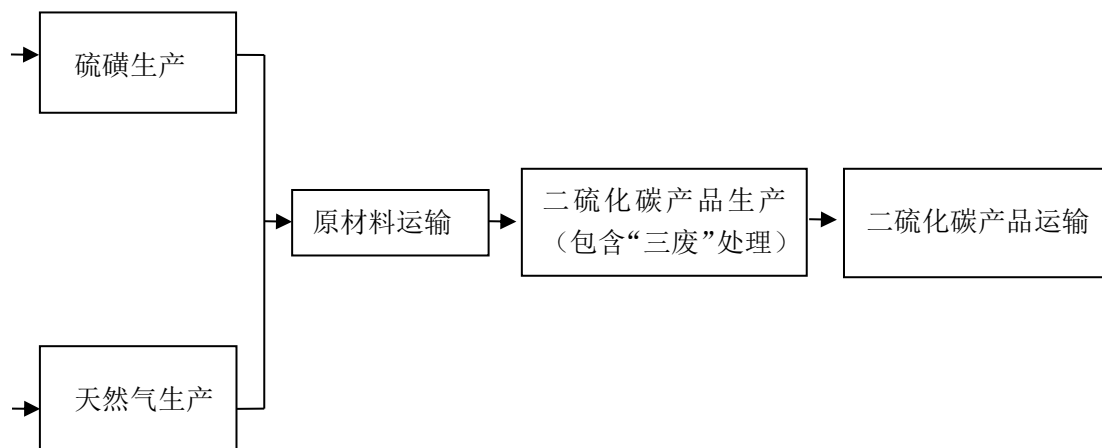 硫磺生产
原材料运输
二硫化碳产品生产
（包含“三废”处理）
二硫化碳产品运输
天然气生产